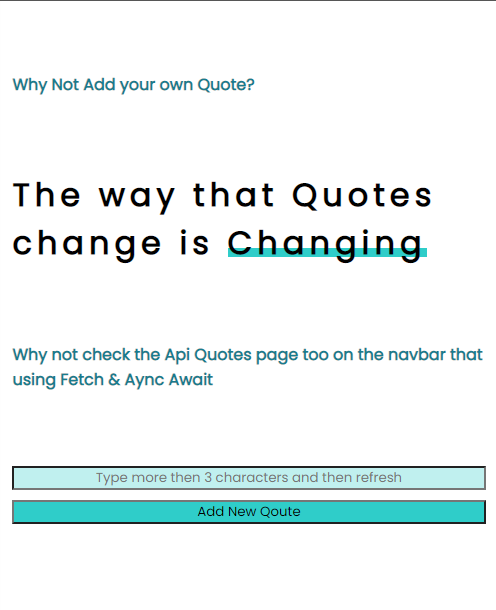 Why Not Add your own Quote?
The way that Quotes
change is Changing
Why not check the Api Quotes page too on the navbar that
using Fetch & Aync Await
Type more then 3 characters and then refresh
Add New Qoute